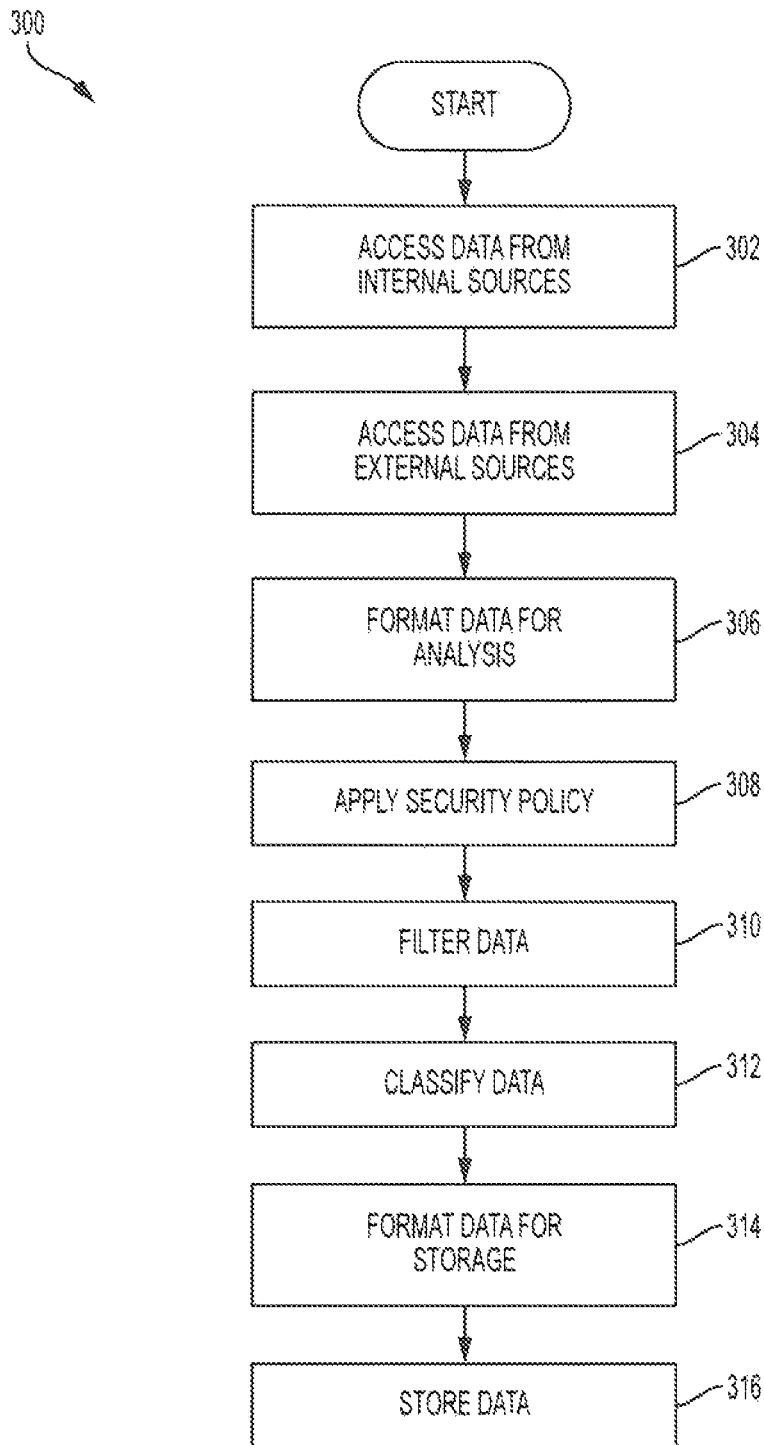 300
START
ACCESS DATA FROM
INTERNAL SOURCES
302
ACCESS DATA FROM
EXTERNAL SOURCES
304
FORMAT DATA FOR
ANALYSIS
306
APPLY SECURITY POLICY
308
FILTER DATA
310
CLASSIFY DATA
312
FORMAT DATA FOR
STORAGE
314
STORE DATA
316